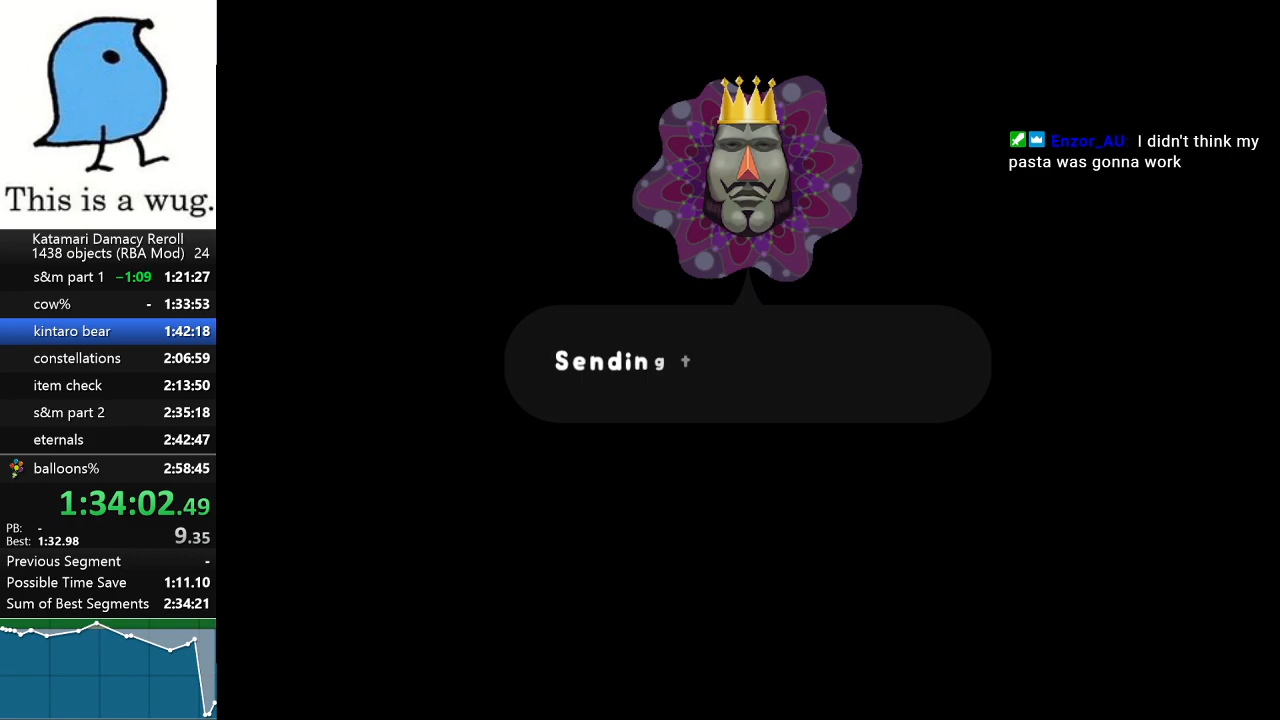 This is a wug.
Katamari Damacy Reroll
1438 objects (RBA Mod) 24
s&m part 1 −1:09 1:21:27
cow% - 1:33:53
kintaro bear 1:42:18
constellations 2:06:59
item check 2:13:50
s&m part 2 2:35:18
eternals 2:42:47
balloons% 2:58:45
1:34:02.49
PB: -
Best: 1:32.98
9.35
Previous Segment -
Possible Time Save 1:11.10
Sum of Best Segments 2:34:21
Sending t
Enzor_AU: I didn't think my
pasta was gonna work